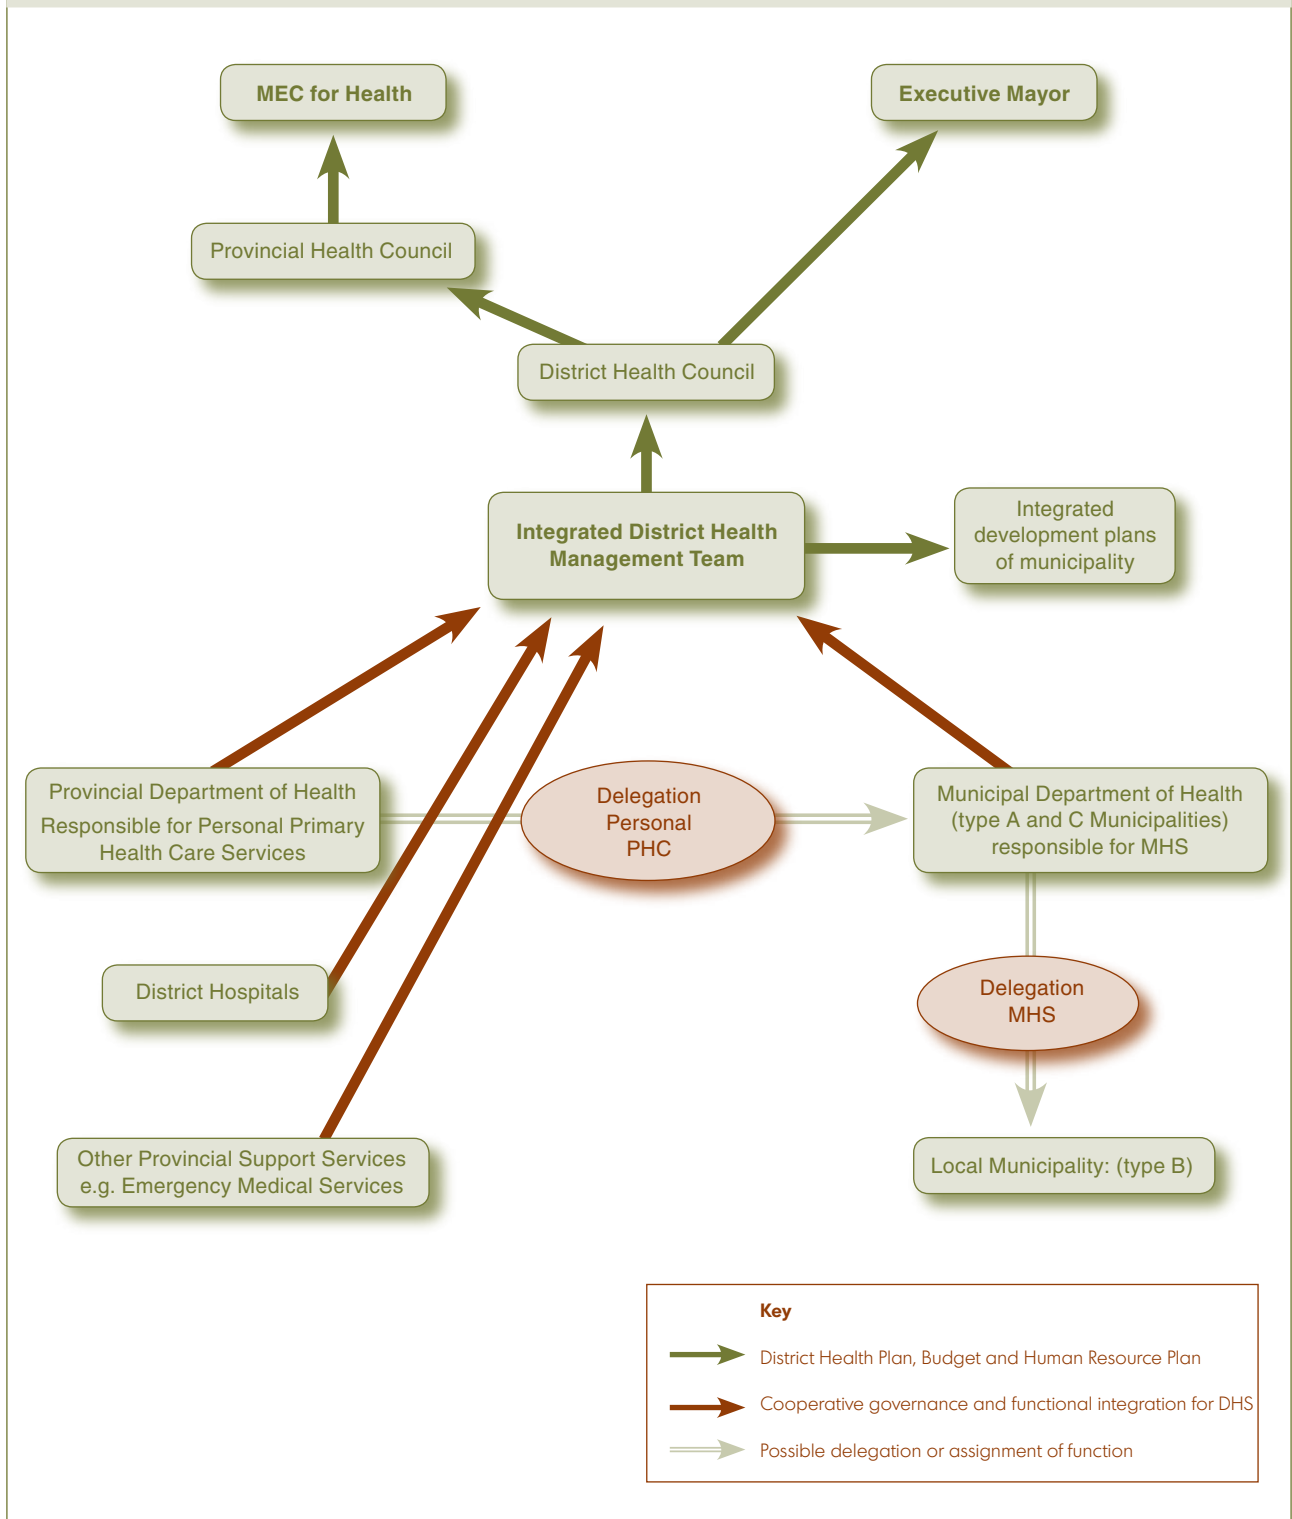 MEC for Health
Executive Mayor
Provincial Health Council
District Health Council
Integrated District Health
Management Team
Integrated
development plans
of municipality
Provincial Department of Health
Responsible for Personal Primary
Health Care Services
Delegation
Personal
PHC
Municipal Department of Health
(type A and C Municipalities)
responsible for MHS
District Hospitals
Delegation
MHS
Other Provincial Support Services
e.g. Emergency Medical Services
Local Municipality: (type B)
Key
District Health Plan, Budget and Human Resource Plan
Cooperative governance and functional integration for DHS
Possible delegation or assignment of function